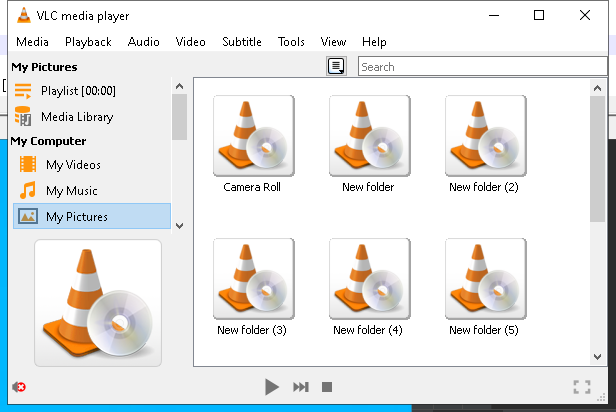 VLC media player
Media Playback Audio Video Subtitle Tools View Help
My Pictures
Search
Playlist [00:00]
Media Library
My Computer
My Videos
My Music
My Pictures
Camera Roll New folder New folder (2)
New folder (3) New folder (4) New folder (5)